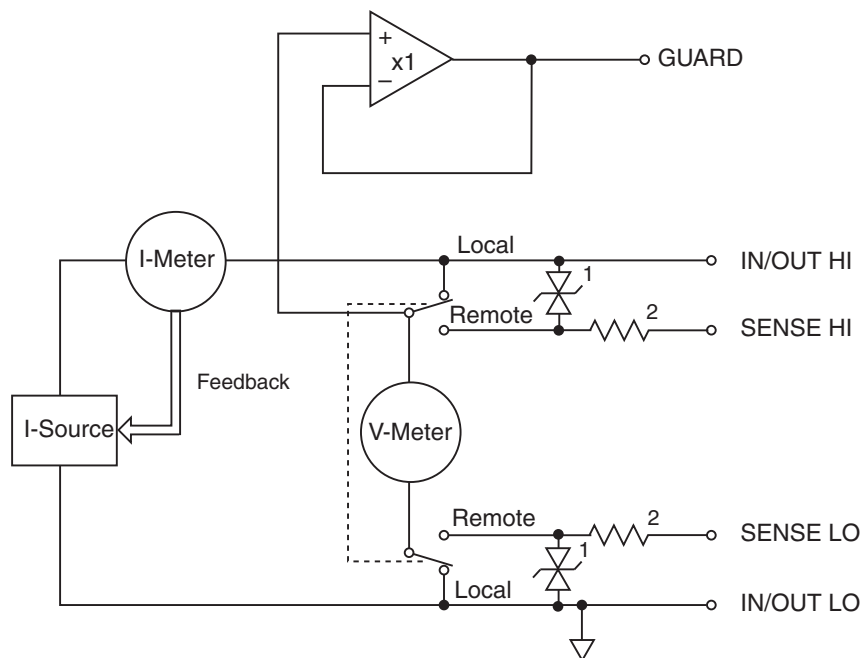 +
x1
−
GUARD
I-Meter
Local
1
IN/OUT HI
Remote
2
SENSE HI
Feedback
I-Source
V-Meter
Remote
2
SENSE LO
1
Local
IN/OUT LO